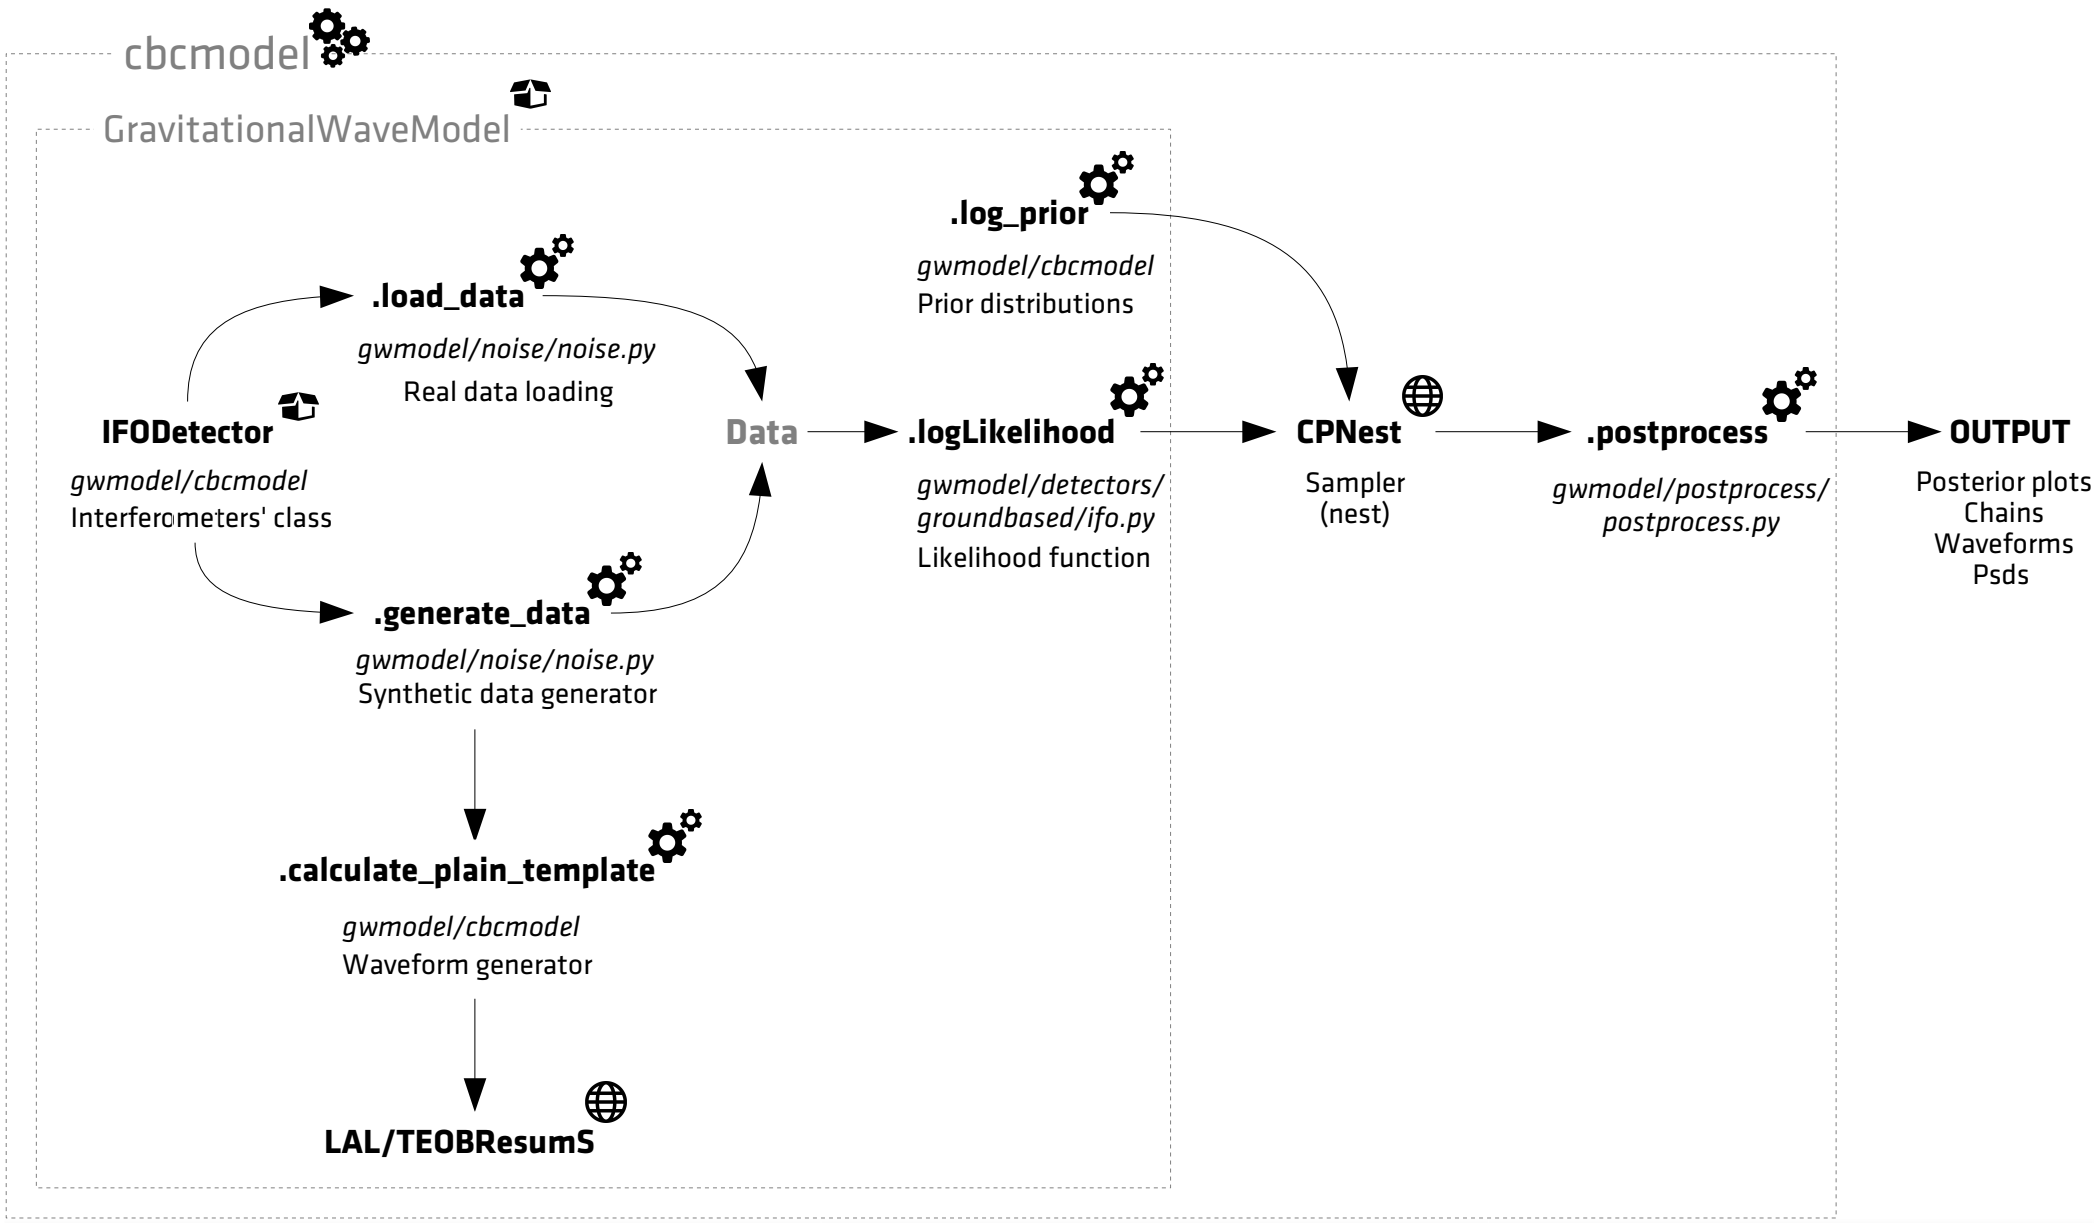 cbcmodel
GravitationalWaveModel
.log_prior
gwmodel/cbcmodel
Prior distributions
.load_data
gwmodel/noise/noise.py
Real data loading
IFODetector
gwmodel/cbcmodel
Interferometers' class
Data
.logLikelihood
gwmodel/detectors/
groundbased/ifo.py
Likelihood function
CPNest
Sampler
(nest)
.postprocess
gwmodel/postprocess/
postprocess.py
OUTPUT
Posterior plots
Chains
Waveforms
Psds
.generate_data
gwmodel/noise/noise.py
Synthetic data generator
.calculate_plain_template
gwmodel/cbcmodel
Waveform generator
LAL/TEOBResumS